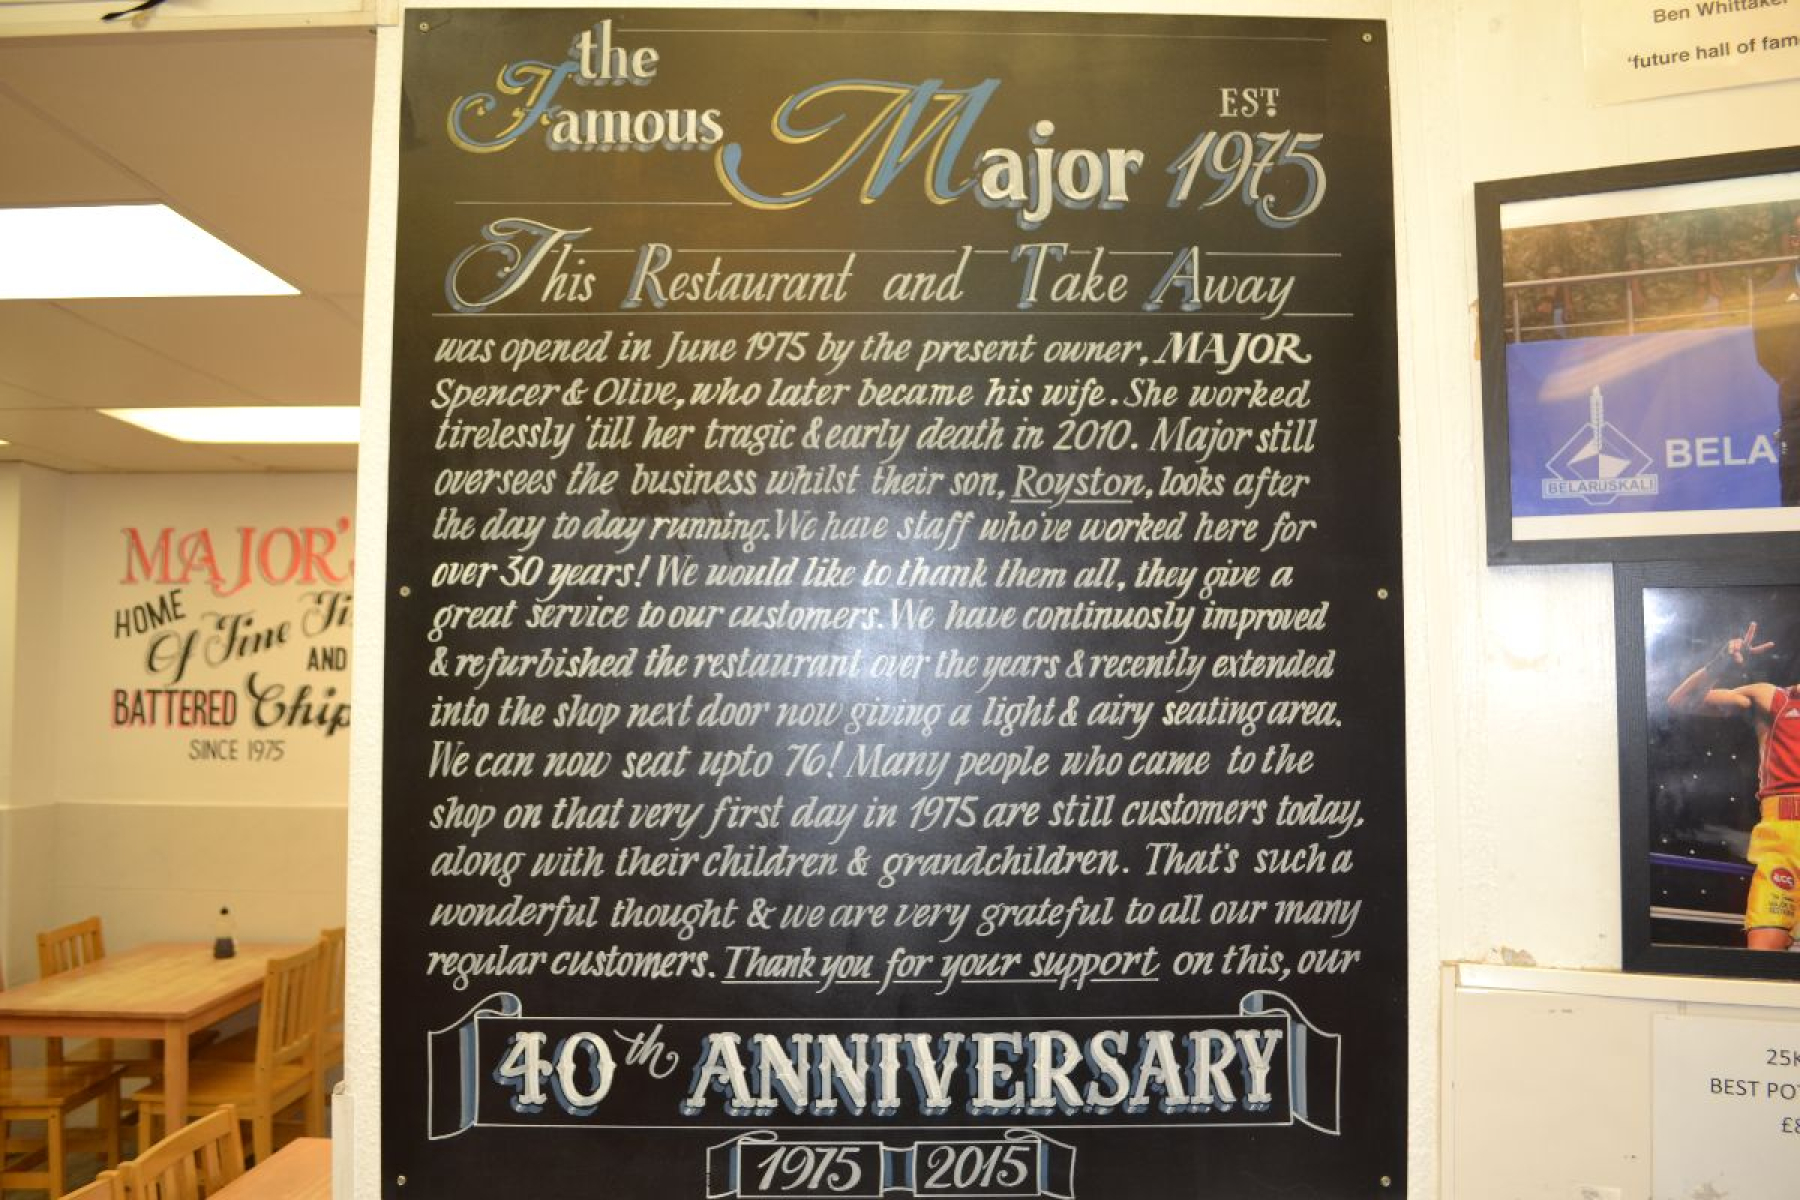 the
Famous Major EST. 1975
This Restaurant and Take Away
was opened in June 1975 by the present owner, MAJOR
Spencer & Olive, who later became his wife. She worked
tirelessly 'till her tragic & early death in 2010. Major still
oversees the business whilst their son, Royston, looks after
the day to day running. We have staff who've worked here for
over 30 years! We would like to thank them all, they give a
great service to our customers. We have continuosly improved
& refurbished the restaurant over the years & recently extended
into the shop next door now giving a light & airy seating area.
We can now seat upto 76! Many people who came to the
shop on that very first day in 1975 are still customers today,
along with their children & grandchildren. That's such a
wonderful thought & we are very grateful to all our many
regular customers. Thank you for your support on this, our
40th ANNIVERSARY
1975 2015
MAJOR'S
HOME
Of Fine Fi
AND
BATTERED Chip
SINCE 1975
Ben Whittaker
'future hall of fam
BELA
BELARUSKALI
25K
BEST PO
£8